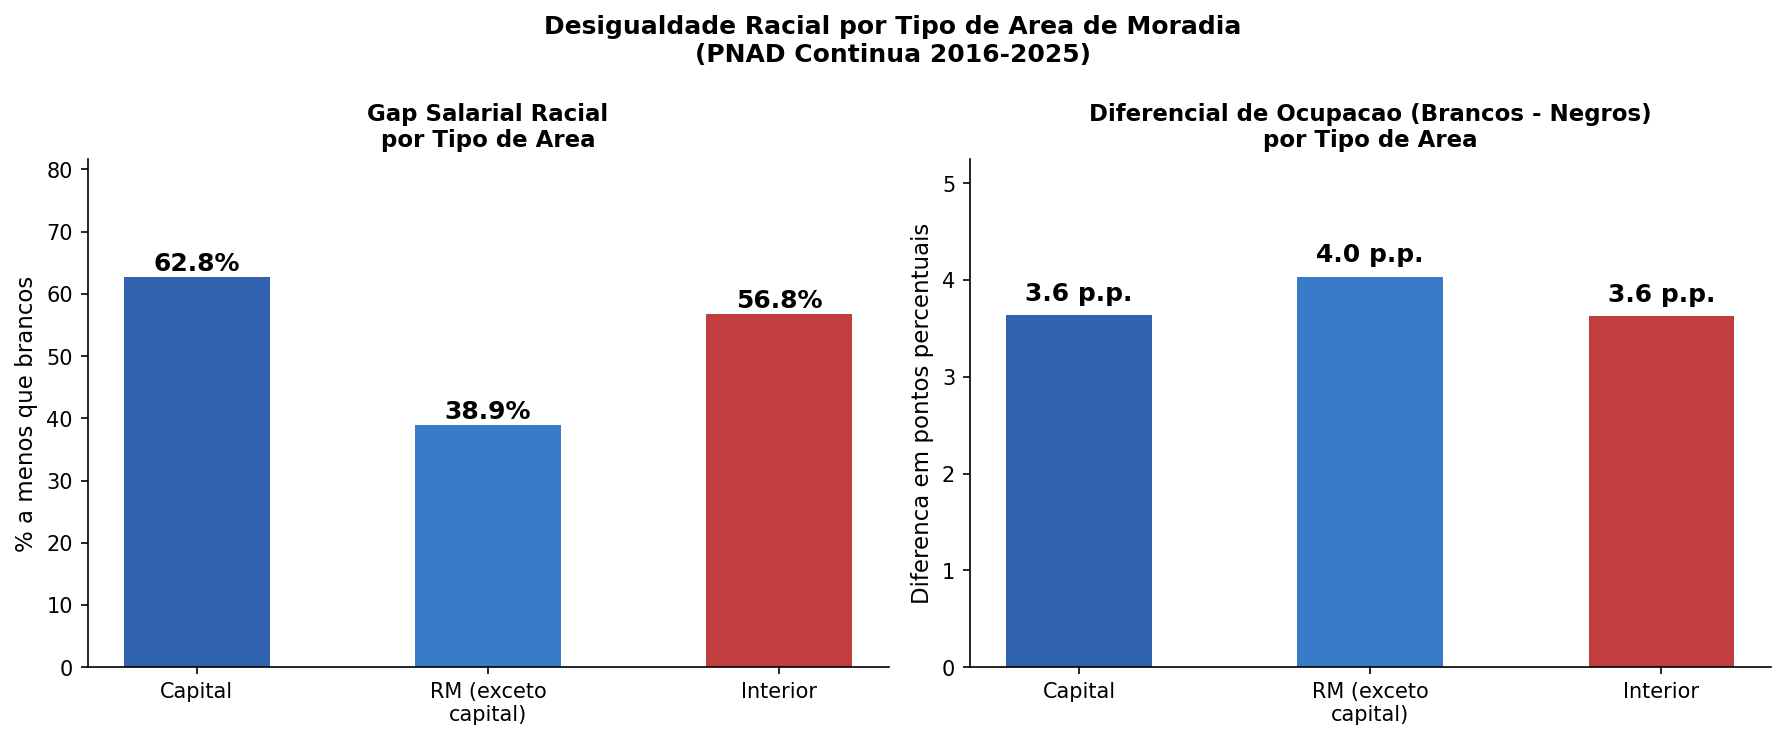 Desigualdade Racial por Tipo de Area de Moradia
(PNAD Continua 2016-2025)
Gap Salarial Racial
por Tipo de Area
% a menos que brancos
80
70
60
50
40
30
20
10
0
62.8%
38.9%
56.8%
Capital
RM (exceto
capital)
Interior
Diferencial de Ocupacao (Brancos - Negros)
por Tipo de Area
Diferenca em pontos percentuais
5
4
3
2
1
0
3.6 p.p.
4.0 p.p.
3.6 p.p.
Capital
RM (exceto
capital)
Interior